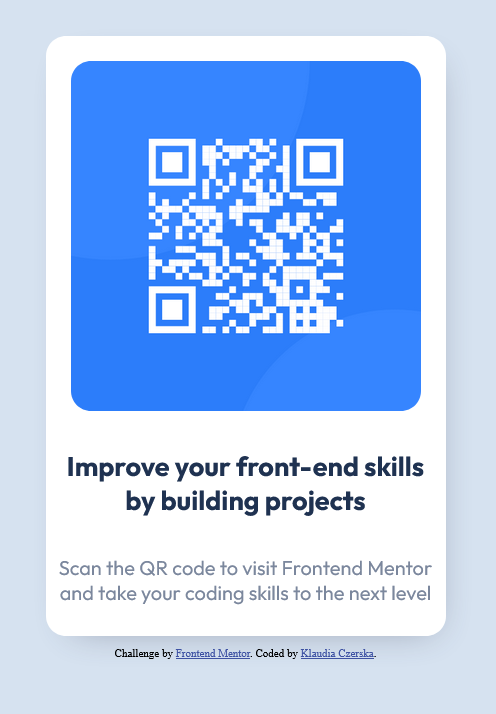 Improve your front-end skills
by building projects
Scan the QR code to visit Frontend Mentor
and take your coding skills to the next level
Challenge by Frontend Mentor. Coded by Klaudia Czerska.